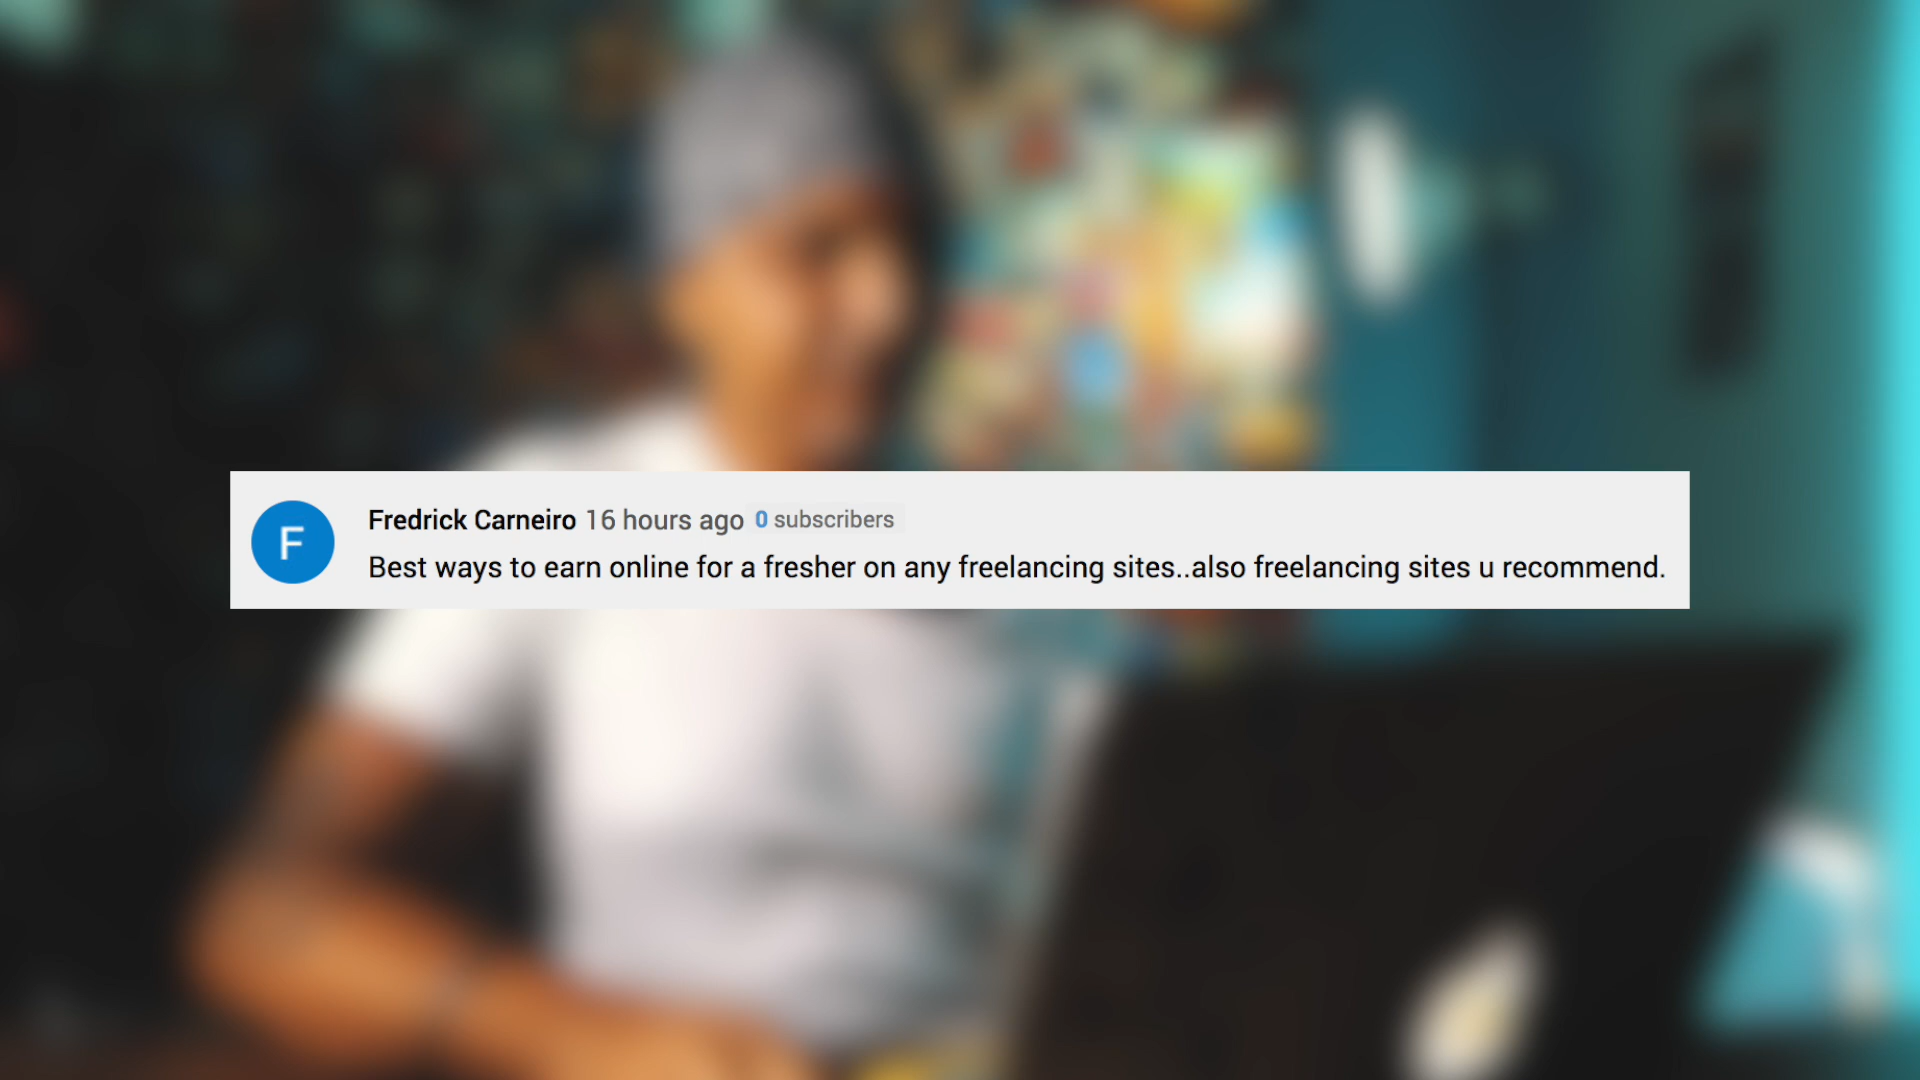 F
Fredrick Carneiro 16 hours ago 0 subscribers
Best ways to earn online for a fresher on any freelancing sites..also freelancing sites u recommend.